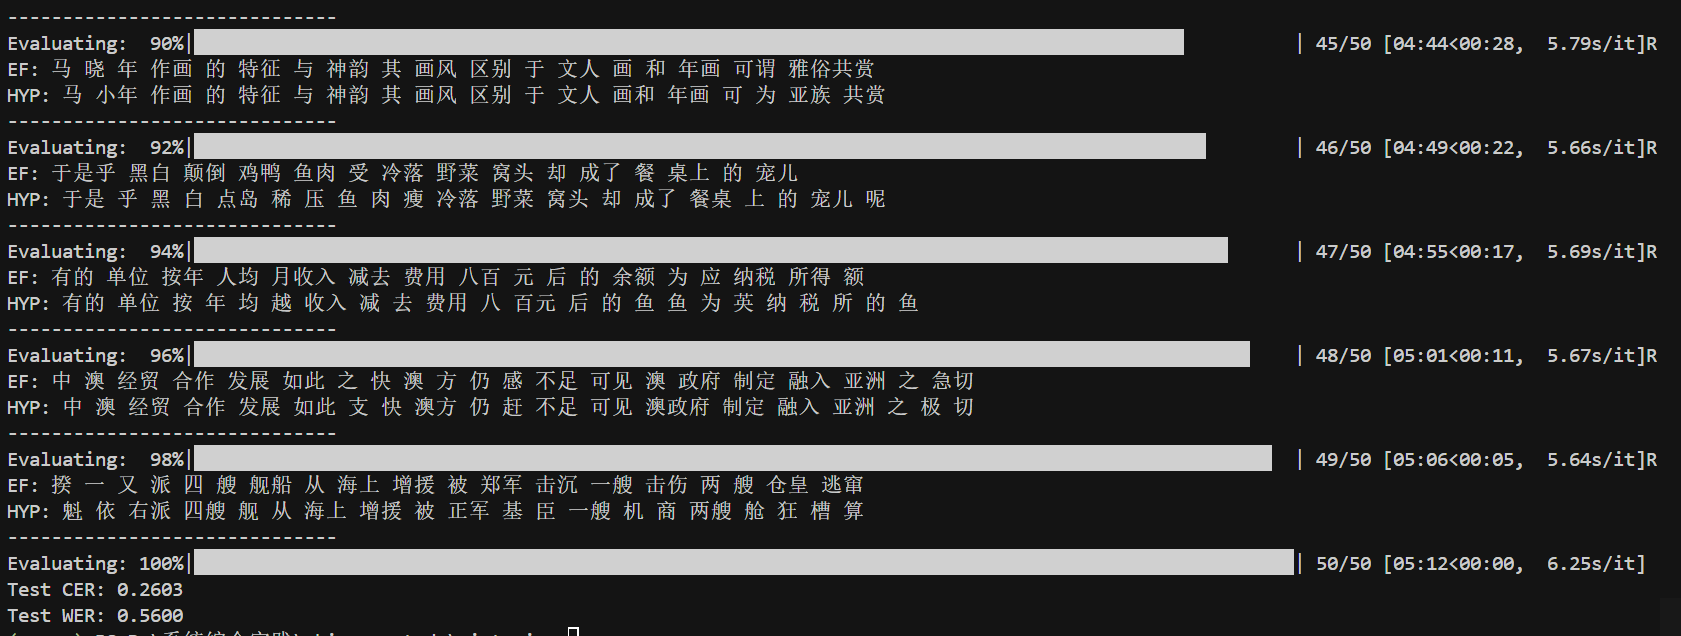 ------------------------------
Evaluating:  90%| | 45/50 [04:44<00:28,  5.79s/it]R
EF: 马 晓 年 作画 的 特征 与 神韵 其 画风 区别 于 文人 画 和 年画 可谓 雅俗共赏
HYP: 马 小年 作画 的 特征 与 神韵 其 画风 区别 于 文人 画和 年画 可 为 亚族 共赏
------------------------------
Evaluating:  92%| | 46/50 [04:49<00:22,  5.66s/it]R
EF: 于是乎 黑白 颠倒 鸡鸭 鱼肉 受 冷落 野菜 窝头 却 成了 餐 桌上 的 宠儿
HYP: 于是 乎 黑 白 点岛 稀 压 鱼 肉 瘦 冷落 野菜 窝头 却 成了 餐桌 上 的 宠儿 呢
------------------------------
Evaluating:  94%| | 47/50 [04:55<00:17,  5.69s/it]R
EF: 有的 单位 按年 人均 月收入 减去 费用 八百 元 后 的 余额 为 应 纳税 所得 额
HYP: 有的 单位 按 年 均 越 收入 减 去 费用 八 百元 后 的 鱼 鱼 为 英 纳 税 所 的 鱼
------------------------------
Evaluating:  96%| | 48/50 [05:01<00:11,  5.67s/it]R
EF: 中 澳 经贸 合作 发展 如此 之 快 澳 方 仍 感 不足 可见 澳 政府 制定 融入 亚洲 之 急切
HYP: 中 澳 经贸 合作 发展 如此 支 快 澳方 仍 赶 不足 可见 澳政府 制定 融入 亚洲 之 极 切
------------------------------
Evaluating:  98%| | 49/50 [05:06<00:05,  5.64s/it]R
EF: 揆 一 又 派 四 艘 舰船 从 海上 增援 被 郑军 击沉 一艘 击伤 两 艘 仓皇 逃窜
HYP: 魁 依 右派 四艘 舰 从 海上 增援 被 正军 基 臣 一艘 机 商 两艘 舱 狂 槽 算
------------------------------
Evaluating: 100%| | 50/50 [05:12<00:00,  6.25s/it]
Test CER: 0.2603
Test WER: 0.5600